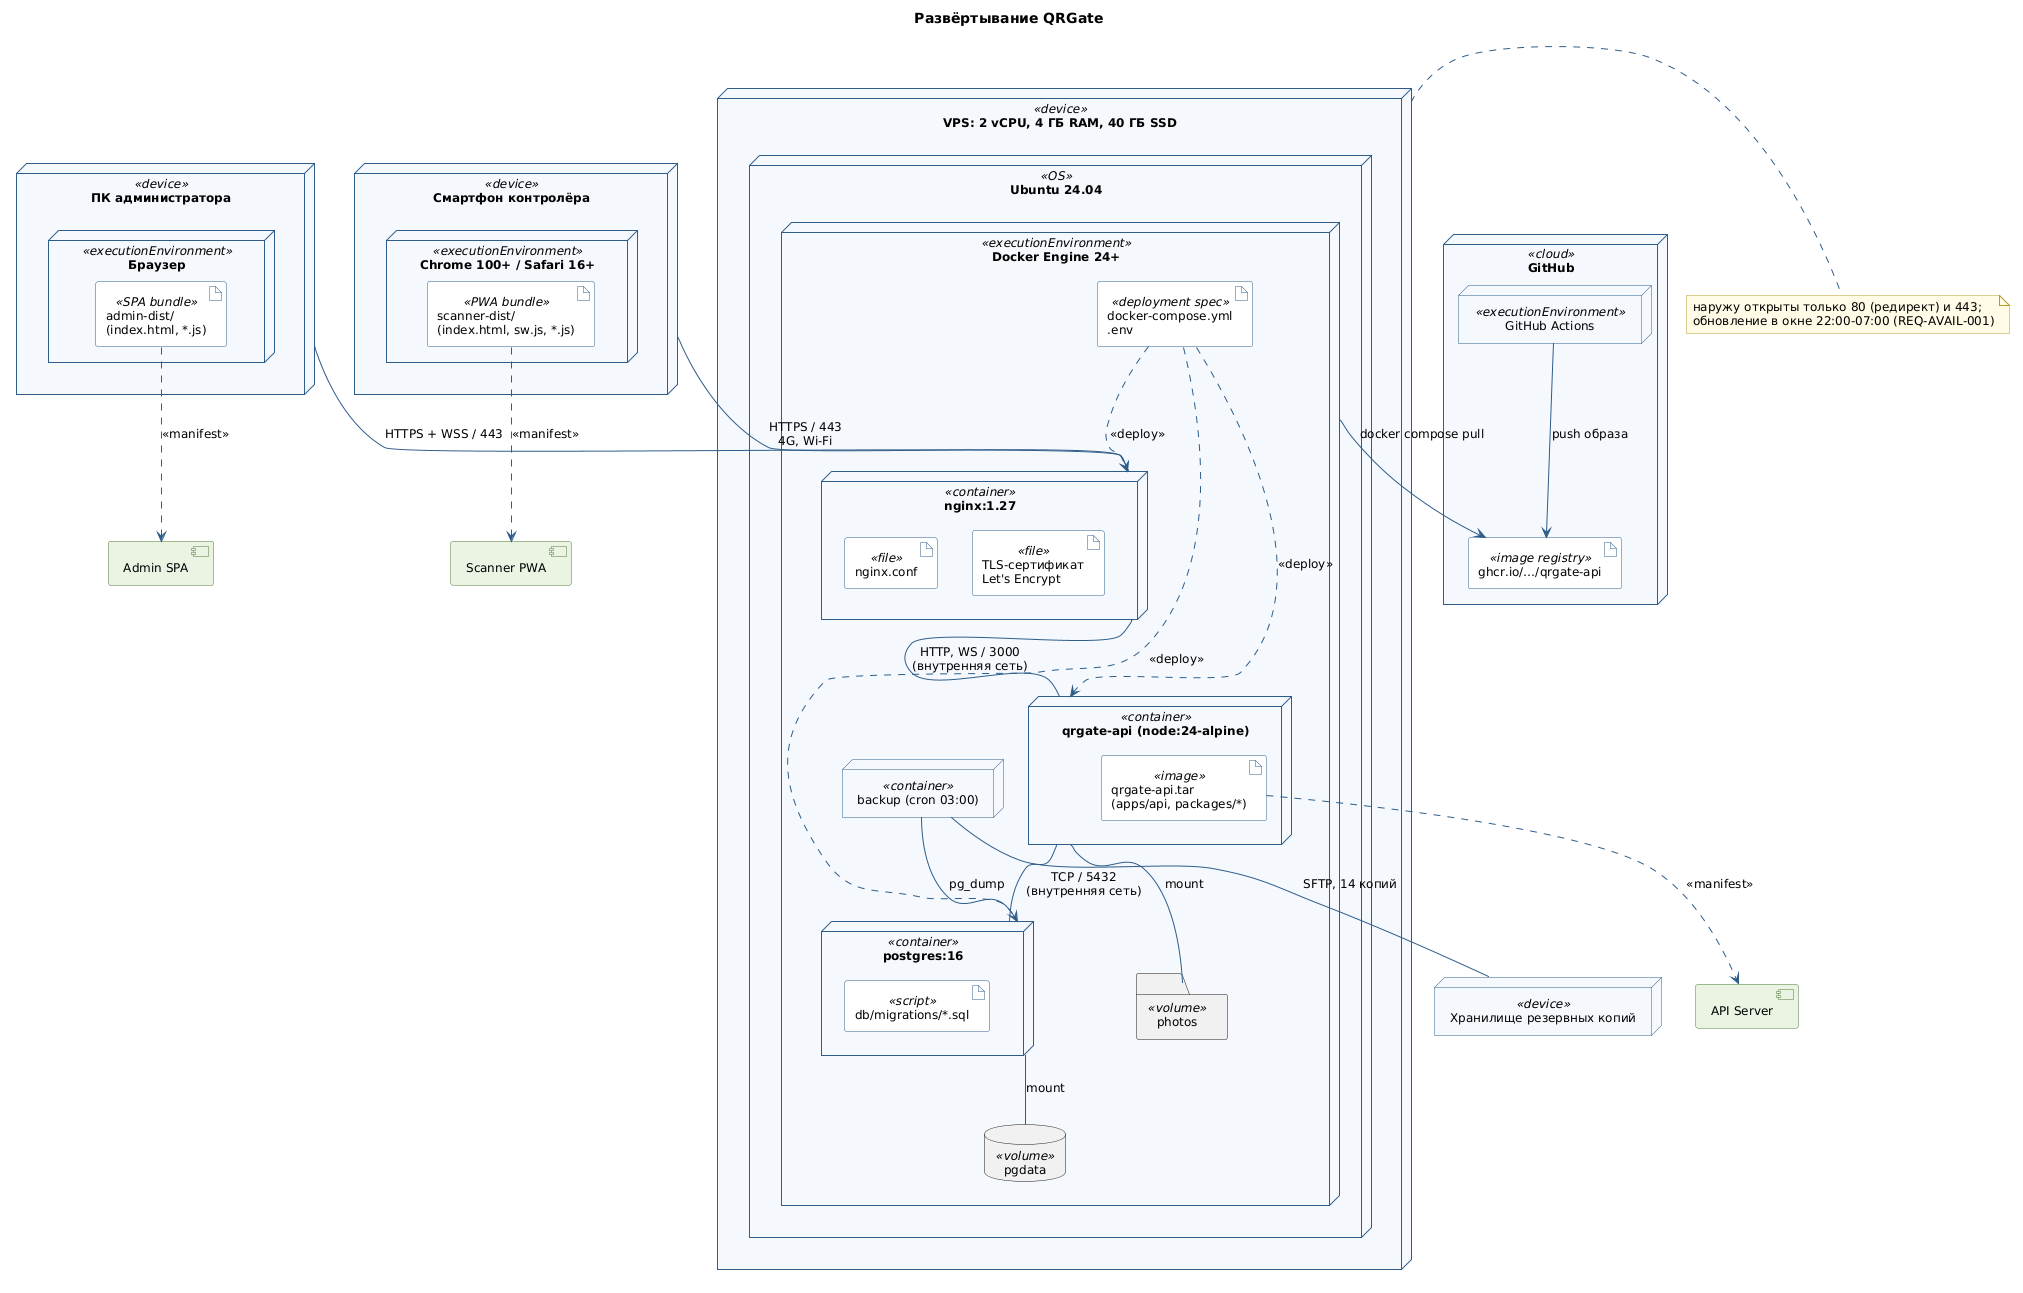 Развёртывание QRGate
«device»
VPS: 2 vCPU, 4 ГБ RAM, 40 ГБ SSD
«OS»
Ubuntu 24.04
«executionEnvironment»
Docker Engine 24+
«deployment spec»
docker-compose.yml
.env
«device»
ПК администратора
«executionEnvironment»
Браузер
«SPA bundle»
admin-dist/
(index.html, *.js)
«device»
Смартфон контролёра
«executionEnvironment»
Chrome 100+ / Safari 16+
«PWA bundle»
scanner-dist/
(index.html, sw.js, *.js)
«cloud»
GitHub
«executionEnvironment»
GitHub Actions
наружу открыты только 80 (редирект) и 443;
обновление в окне 22:00-07:00 (REQ-AVAIL-001)
«manifest»
HTTPS + WSS / 443
«manifest»
HTTPS / 443
4G, Wi-Fi
«deploy»
docker compose pull
push образа
«container»
nginx:1.27
«file»
nginx.conf
«file»
TLS-сертификат
Let's Encrypt
«deploy»
«image registry»
ghcr.io/.../qrgate-api
Admin SPA
Scanner PWA
HTTP, WS / 3000
(внутренняя сеть)
«deploy»
«container»
qrgate-api (node:24-alpine)
«image»
qrgate-api.tar
(apps/api, packages/*)
«container»
backup (cron 03:00)
pg_dump
TCP / 5432
(внутренняя сеть)
mount
SFTP, 14 копий
«manifest»
«container»
postgres:16
«script»
db/migrations/*.sql
«volume»
photos
«device»
Хранилище резервных копий
API Server
mount
«volume»
pgdata